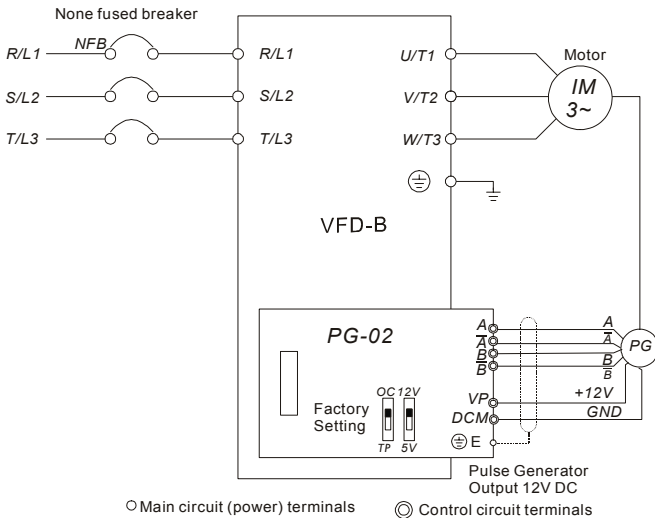 None fused breaker
R/L1
NFB
R/L1
U/T1
Motor
S/L2
S/L2
V/T2
IM
3~
T/L3
T/L3
W/T3
VFD-B
PG-02
A
A
A̅
A̅
B
B
B̅
B̅
PG
OC 12V
VP
+12V
Factory
Setting
DCM
GND
TP 5V
E
Pulse Generator
Output 12V DC
Main circuit (power) terminals
Control circuit terminals